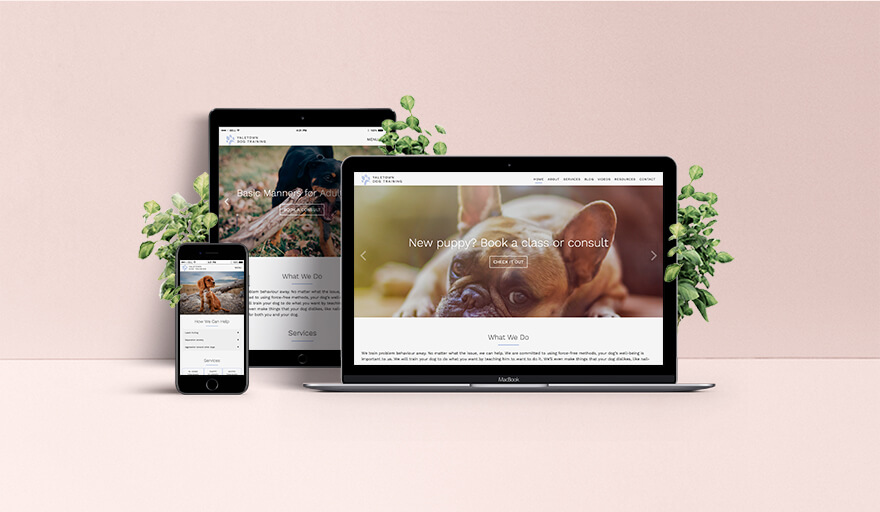 YALETOWN
DOG TRAINING
MENU
Basic Manners for Adul
BOOK A CONSULT
What We Do
problem behaviour away. No matter what the issue,
d to using force-free methods, your dog's well-being
train your dog to do what you want by teaching
en make things that your dog dislikes, like
both you and your dog.
Services
YALETOWN
DOG TRAINING
HOME ABOUT SERVICES BLOG VIDEOS RESOURCES CONTACT
New puppy? Book a class or consult
CHECK IT OUT
What We Do
We train problem behaviour away. No matter what the issue, we can help. We are committed to using force-free methods, your dog's well-being is
important to us. We will train your dog to do what you want by teaching him to want to do it. We'll even make things that your dog dislikes, like nail-
MacBook
MENU
How We Can Help
Services